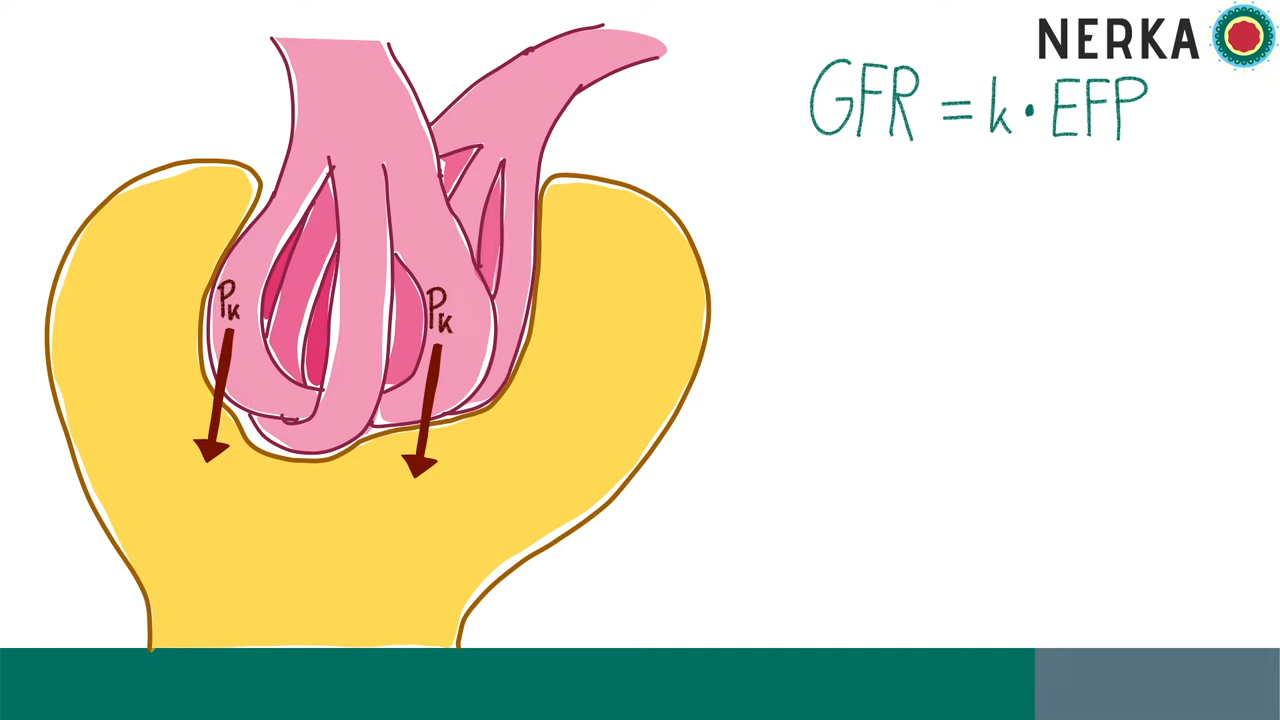 NERKA
GFR = k · EFP
PK
PK